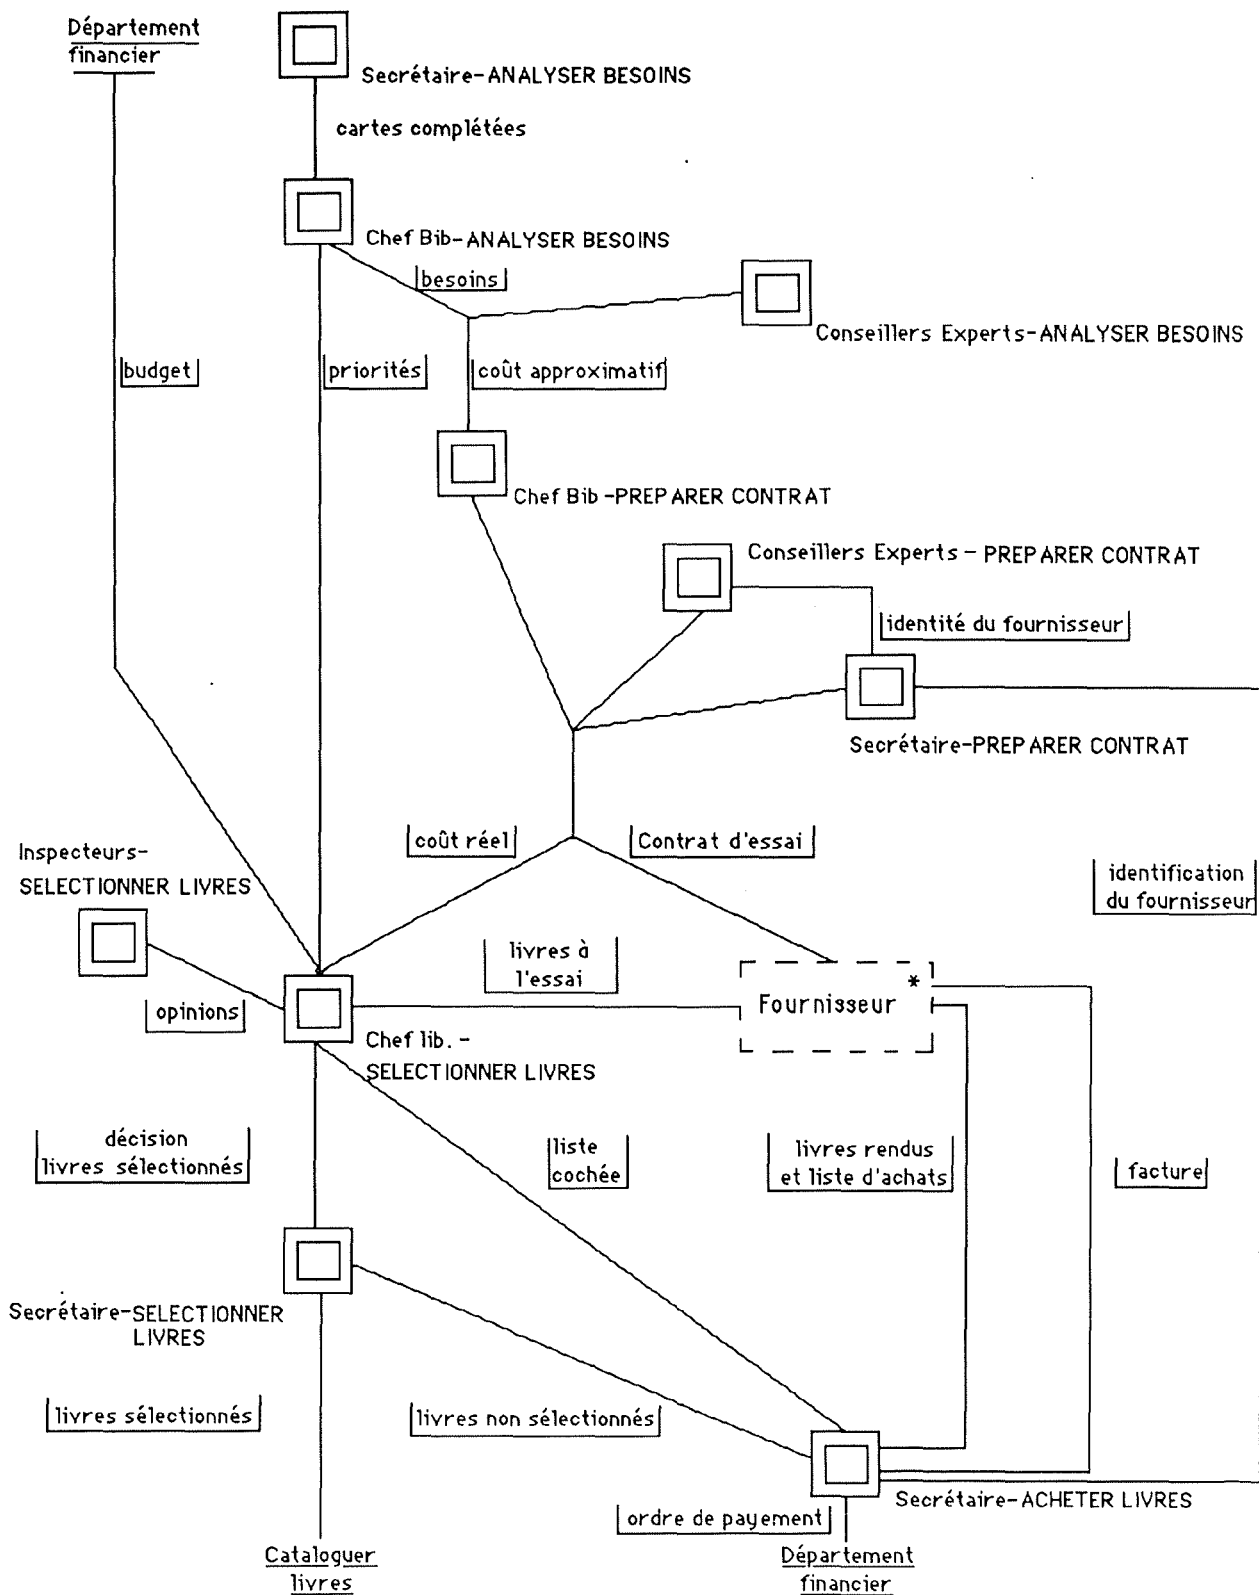 Département
financier
Secrétaire-ANALYSER BESOINS
cartes complétées
Chef Bib-ANALYSER BESOINS
besoins
Conseillers Experts-ANALYSER BESOINS
budget
priorités
coût approximatif
Chef Bib-PREPARER CONTRAT
Conseillers Experts - PREPARER CONTRAT
identité du fournisseur
Secrétaire-PREPARER CONTRAT
coût réel
Contrat d'essai
Inspecteurs-
SELECTIONNER LIVRES
identification
du fournisseur
livres à
l'essai
Fournisseur *
opinions
Chef lib. -
SELECTIONNER LIVRES
décision
livres sélectionnés
liste
cochée
livres rendus
et liste d'achats
facture
Secrétaire-SELECTIONNER
LIVRES
livres sélectionnés
livres non sélectionnés
Secrétaire-ACHETER LIVRES
ordre de payement
Cataloguer
livres
Département
financier